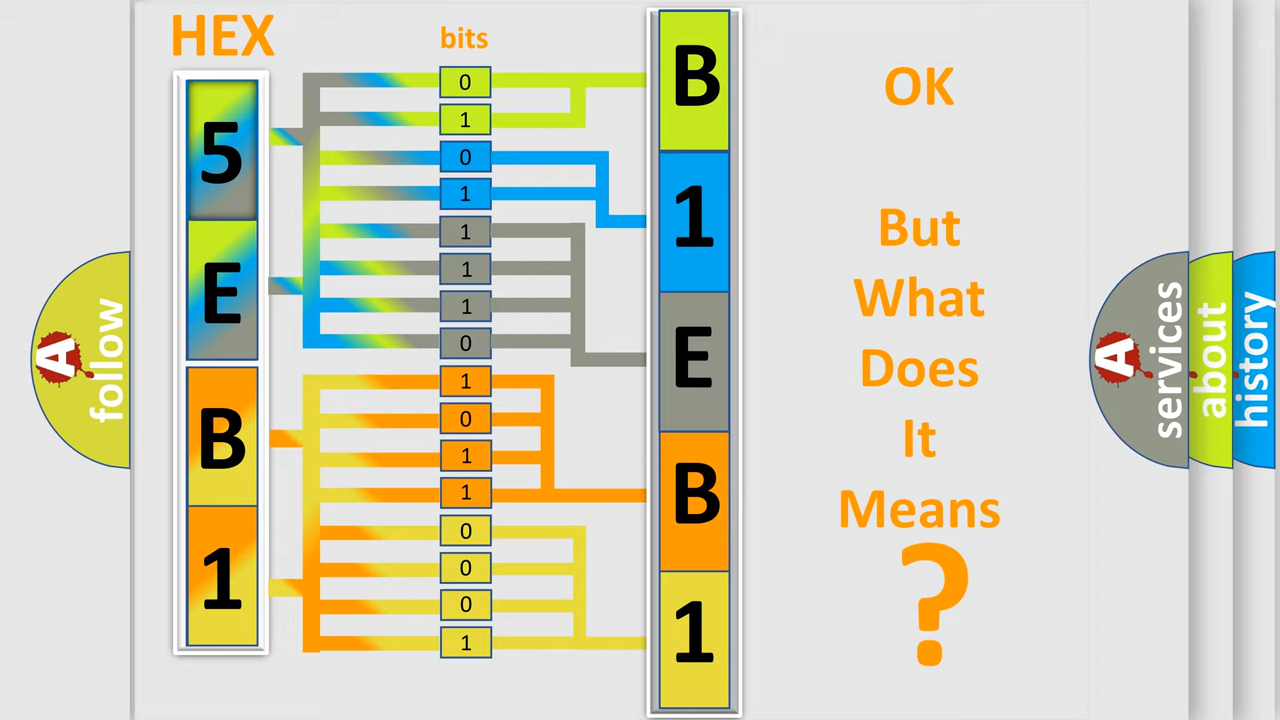 HEX
bits
5
E
B
1
0
1
0
1
1
1
1
0
1
0
1
1
0
0
0
1
B
1
E
B
1
OK
But
What
Does
It
Means
?
A
follow
A
services
about
history